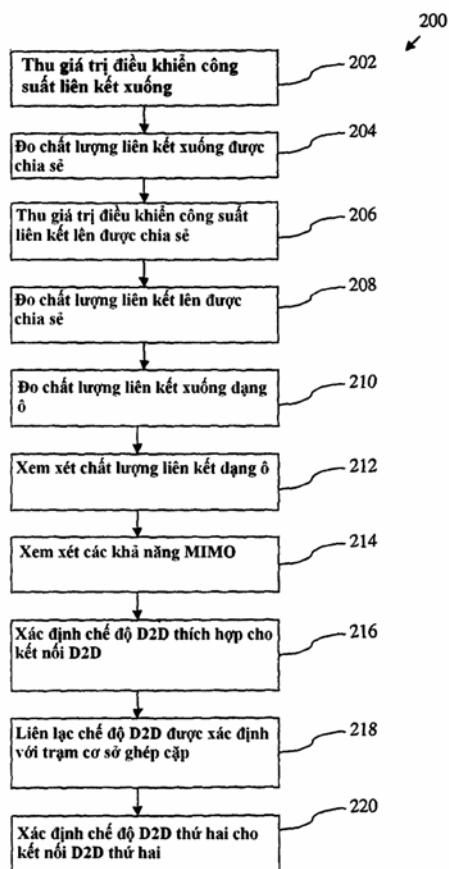 200
Thu giá trị điều khiển công
suất liên kết xuống
202
Đo chất lượng liên kết xuống được
chia sẻ
204
Thu giá trị điều khiển công suất
liên kết lên được chia sẻ
206
Đo chất lượng liên kết lên được
chia sẻ
208
Đo chất lượng liên kết xuống dạng
ô
210
Xem xét chất lượng liên kết dạng ô
212
Xem xét các khả năng MIMO
214
Xác định chế độ D2D thích hợp cho
kết nối D2D
216
Liên lạc chế độ D2D được xác định
với trạm cơ sở ghép cặp
218
Xác định chế độ D2D thứ hai cho
kết nối D2D thứ hai
220